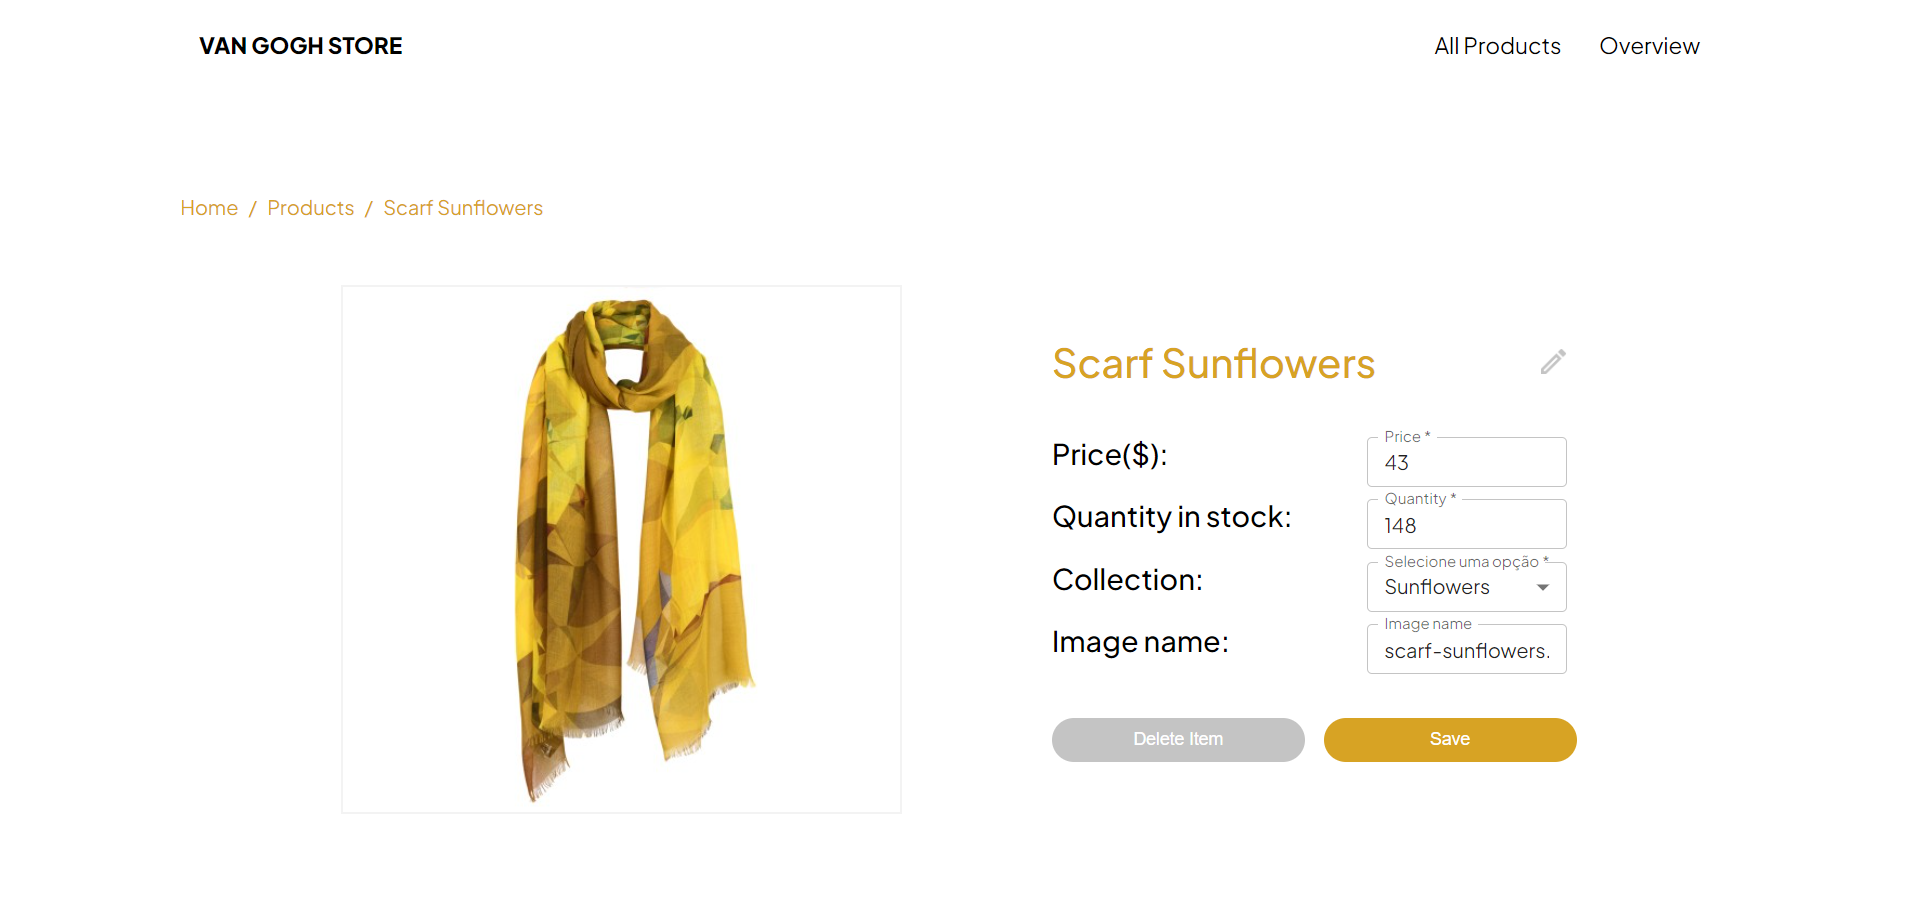 VAN GOGH STORE
All Products
Overview
Home / Products / Scarf Sunflowers
Scarf Sunflowers
Price($):
Price *
43
Quantity in stock:
Quantity *
148
Collection:
Selecione uma opção *
Sunflowers
Image name:
Image name
scarf-sunflowers.
Delete Item
Save